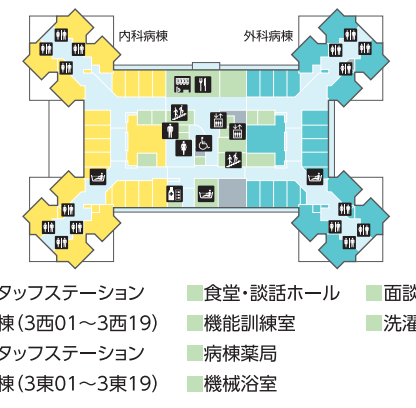 内科病棟
外科病棟
タッフステーション
棟（3西01〜3西19）
タッフステーション
棟（3東01〜3東19）
食堂・談話ホール
機能訓練室
病棟薬局
機械浴室
面談
洗濯